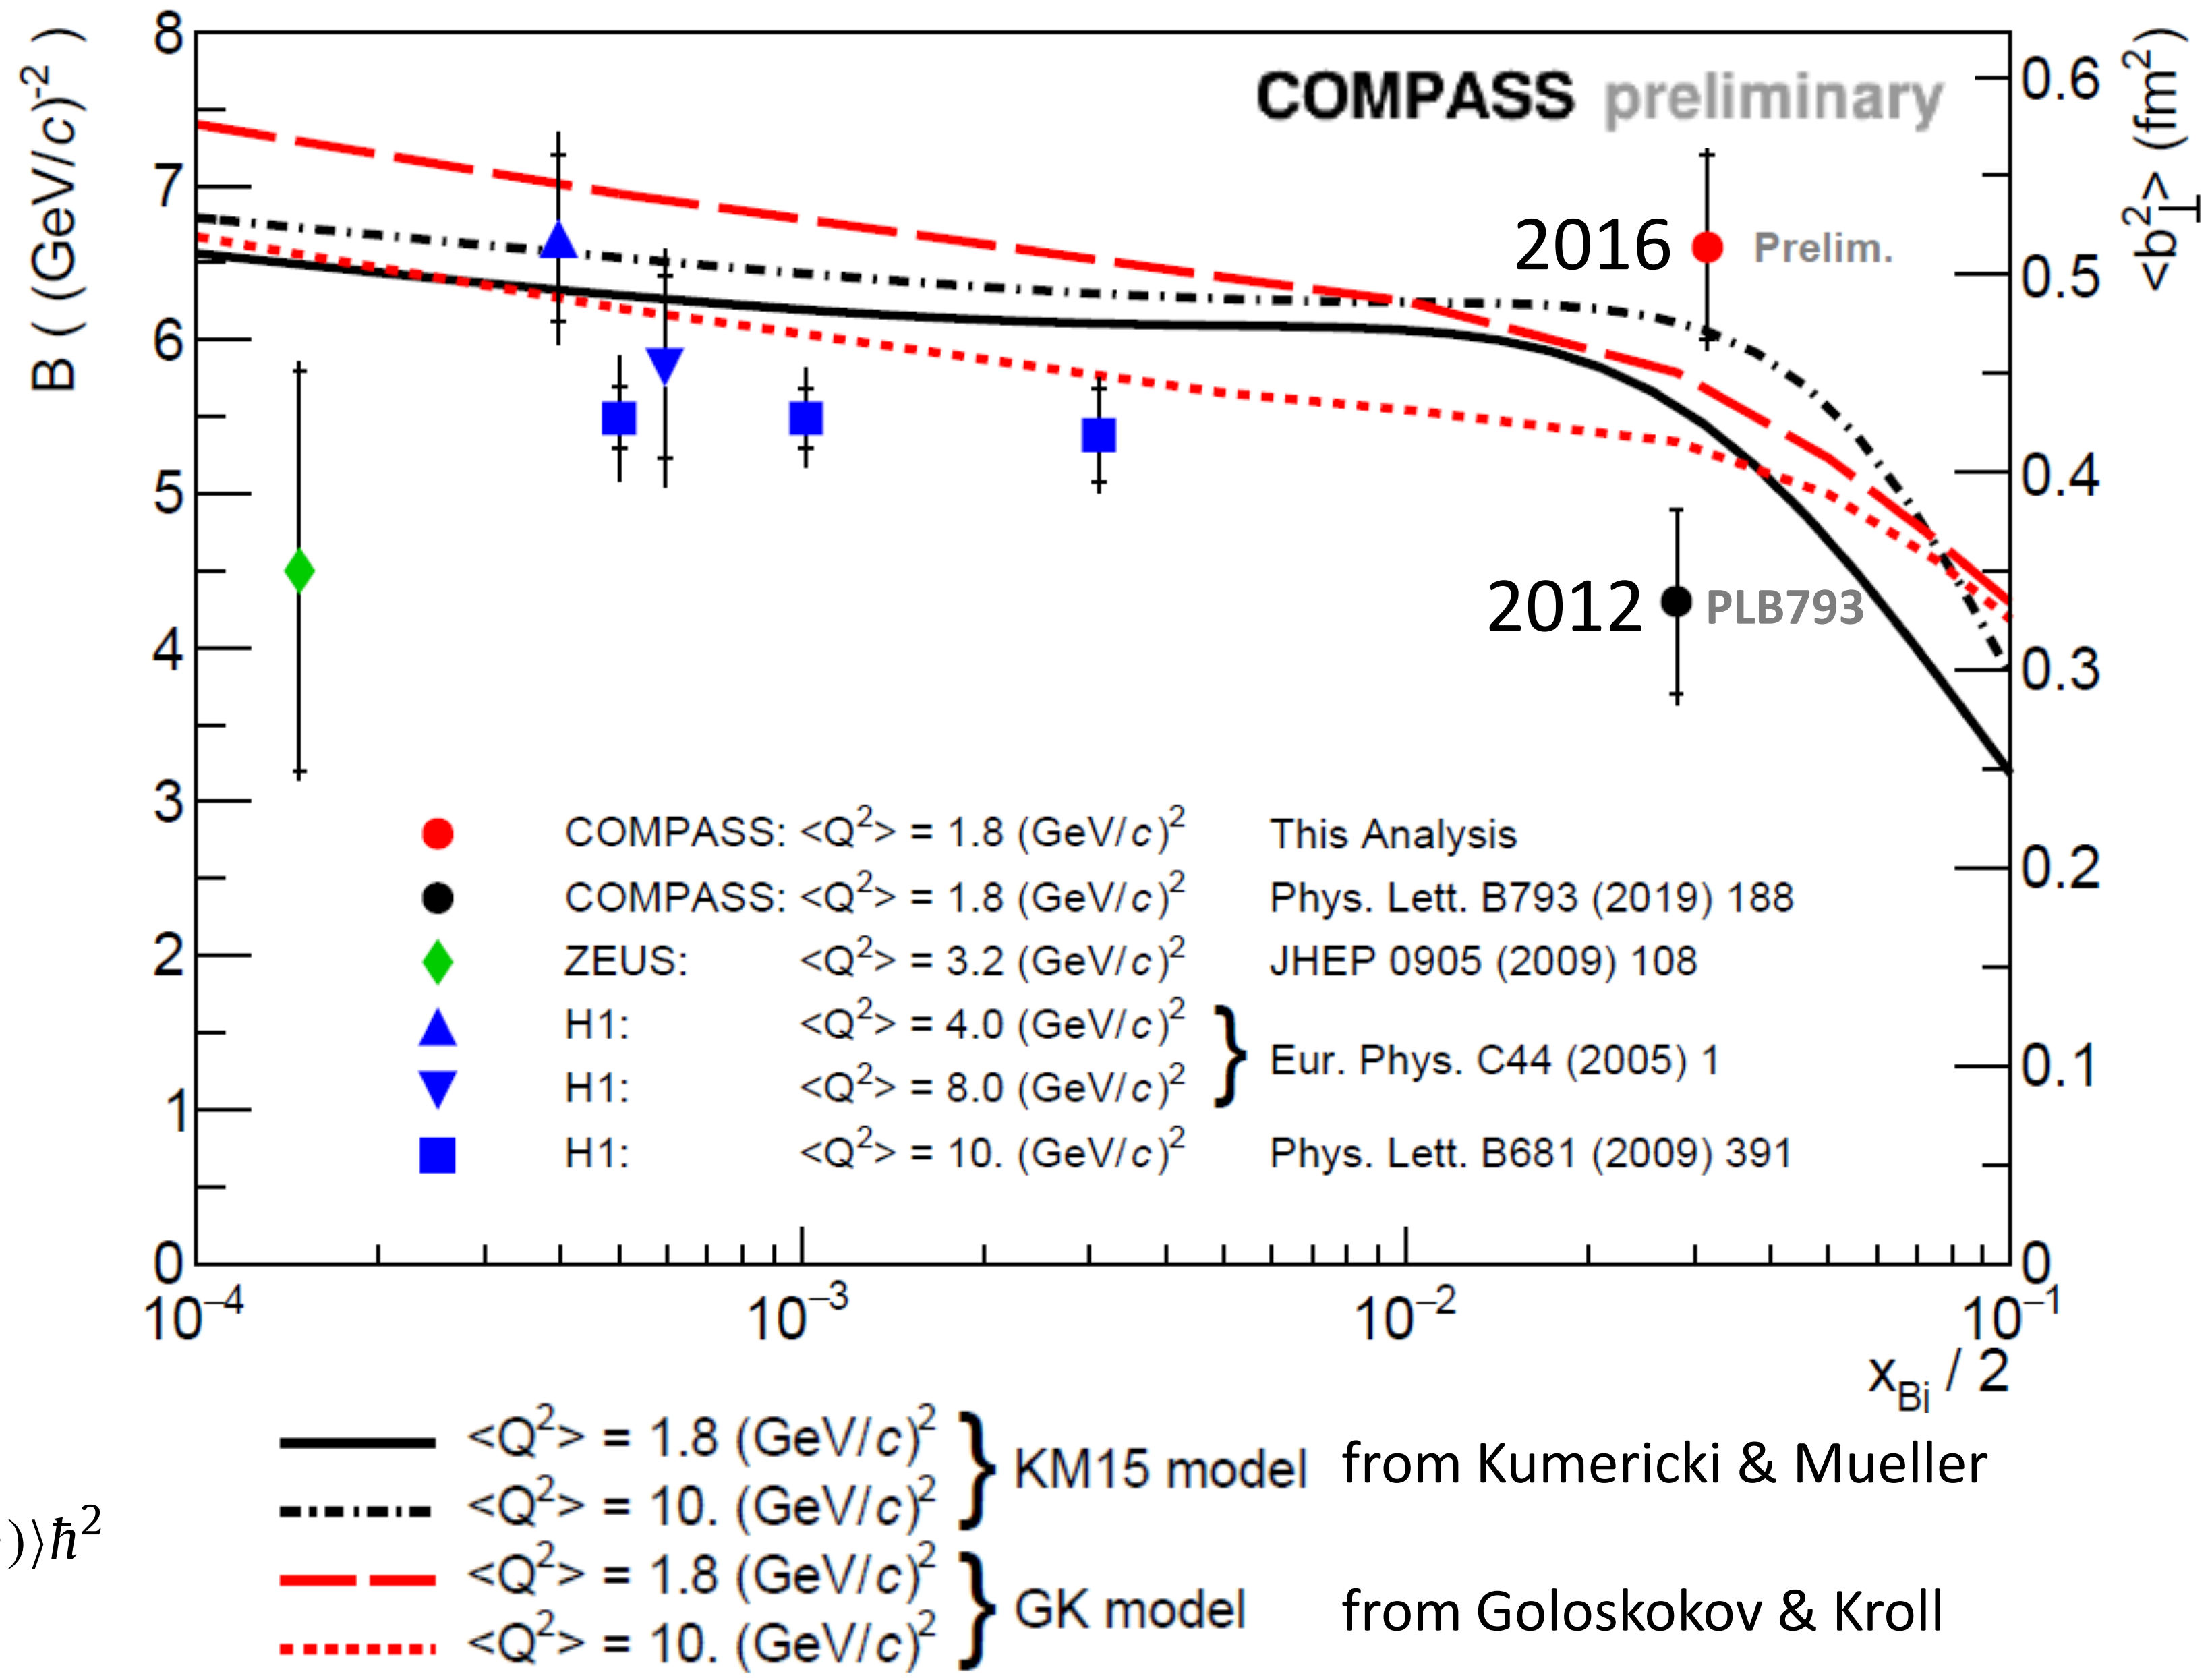 COMPASS preliminary
B ( (GeV/c)⁻² )
<b²⊥> (fm²)
8
7
6
5
4
3
2
1
0
0.6
0.5
0.4
0.3
0.2
0.1
0
2016 Prelim.
2012 PLB793
COMPASS: <Q²> = 1.8 (GeV/c)² This Analysis
COMPASS: <Q²> = 1.8 (GeV/c)² Phys. Lett. B793 (2019) 188
ZEUS: <Q²> = 3.2 (GeV/c)² JHEP 0905 (2009) 108
H1: <Q²> = 4.0 (GeV/c)²
H1: <Q²> = 8.0 (GeV/c)²
} Eur. Phys. C44 (2005) 1
H1: <Q²> = 10. (GeV/c)² Phys. Lett. B681 (2009) 391
10⁻⁴ 10⁻³ 10⁻² 10⁻¹
x_Bj / 2
<Q²> = 1.8 (GeV/c)²
<Q²> = 10. (GeV/c)²
} KM15 model from Kumericki & Mueller
<Q²> = 1.8 (GeV/c)²
<Q²> = 10. (GeV/c)²
} GK model from Goloskokov & Kroll
)⟩ħ²